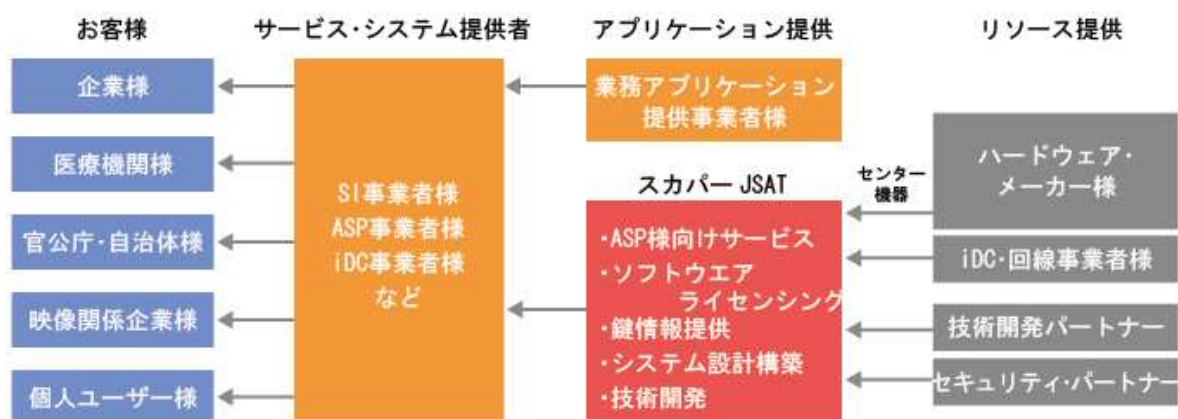 お客様
サービス・システム提供者
アプリケーション提供
リソース提供
企業様
医療機関様
官公庁・自治体様
映像関係企業様
個人ユーザー様
SI事業者様
ASP事業者様
iDC事業者様
など
業務アプリケーション
提供事業者様
スカパーJSAT
・ASP様向けサービス
・ソフトウエア
ライセンシング
・鍵情報提供
・システム設計構築
・技術開発
センター
機器
ハードウェア・
メーカー様
iDC・回線事業者様
技術開発パートナー
セキュリティ・パートナー